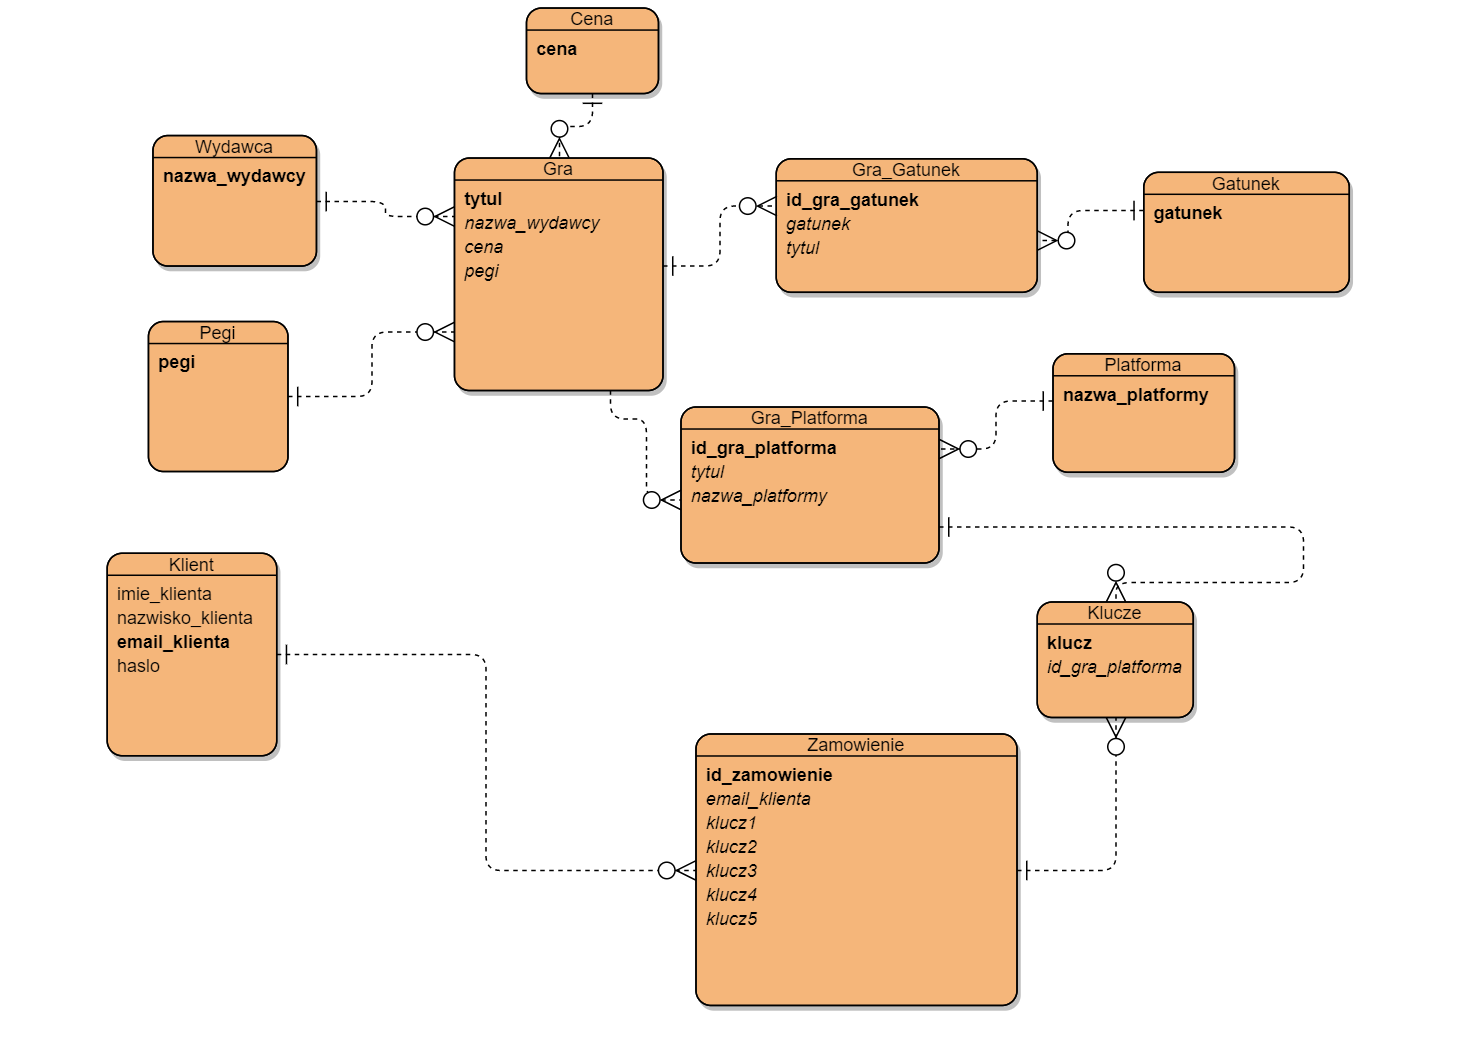 Cena
cena
Wydawca
nazwa_wydawcy
Gra
tytul
nazwa_wydawcy
cena
pegi
Gra_Gatunek
id_gra_gatunek
gatunek
tytul
Gatunek
gatunek
Pegi
pegi
Platforma
nazwa_platformy
Gra_Platforma
id_gra_platforma
tytul
nazwa_platformy
Klient
imie_klienta
nazwisko_klienta
email_klienta
haslo
Klucze
klucz
id_gra_platforma
Zamowienie
id_zamowienie
email_klienta
klucz1
klucz2
klucz3
klucz4
klucz5